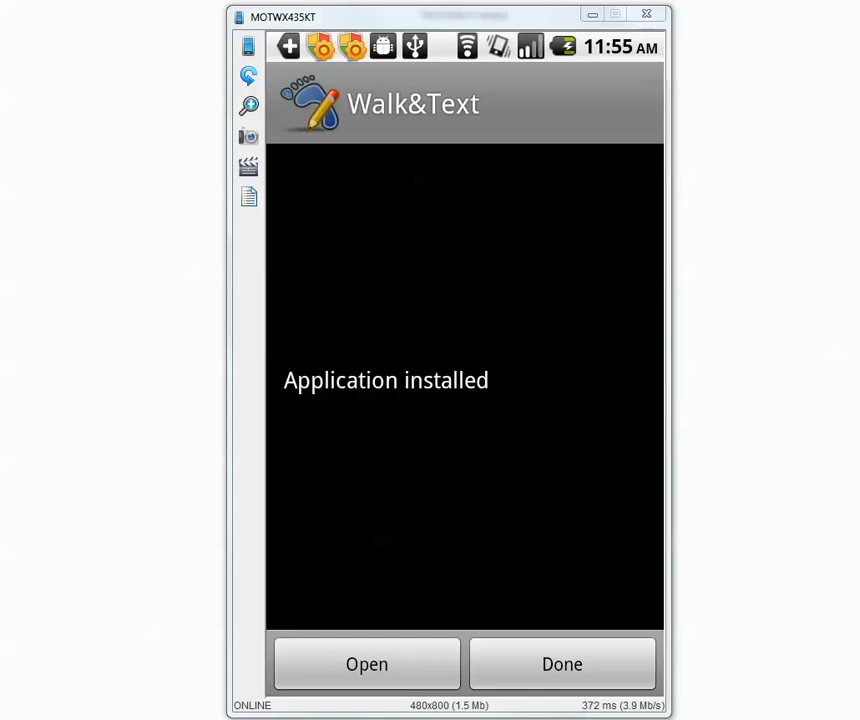 MOTWX435KT
11:55 AM
Walk&Text
Application installed
Open
Done
ONLINE
480x800 (1.5 Mb)
372 ms (3.9 Mb/s)